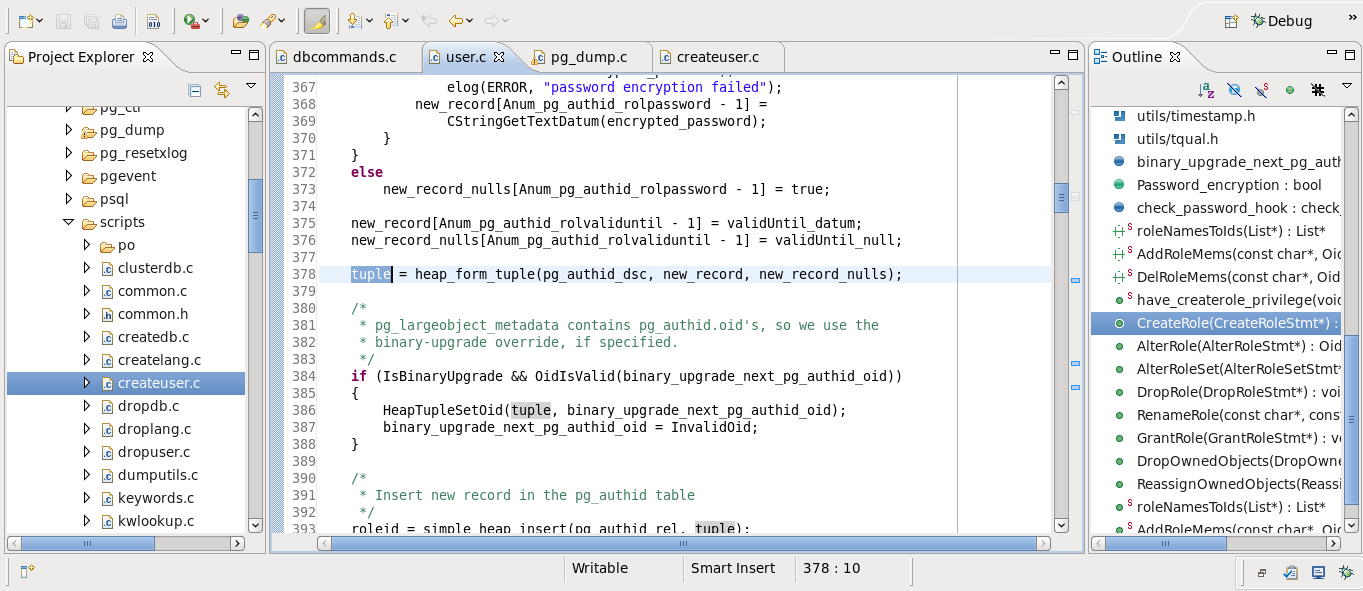 Debug
»
Project Explorer
dbcommands.c
user.c
pg_dump.c
createuser.c
Outline
pg_ctl
pg_dump
pg_resetxlog
pgevent
psql
scripts
po
clusterdb.c
common.c
common.h
createdb.c
createlang.c
createuser.c
dropdb.c
droplang.c
dropuser.c
dumputils.c
keywords.c
kwlookup.c
367 elog(ERROR, "password encryption failed");
368 new_record[Anum_pg_authid_rolpassword - 1] =
369 CStringGetTextDatum(encrypted_password);
370 }
371 }
372 else
373 new_record_nulls[Anum_pg_authid_rolpassword - 1] = true;
374
375 new_record[Anum_pg_authid_rolvaliduntil - 1] = validUntil_datum;
376 new_record_nulls[Anum_pg_authid_rolvaliduntil - 1] = validUntil_null;
377
378 tuple = heap_form_tuple(pg_authid_dsc, new_record, new_record_nulls);
379
380 /*
381 * pg_largeobject_metadata contains pg_authid.oid's, so we use the
382 * binary-upgrade override, if specified.
383 */
384 if (IsBinaryUpgrade && OidIsValid(binary_upgrade_next_pg_authid_oid))
385 {
386 HeapTupleSetOid(tuple, binary_upgrade_next_pg_authid_oid);
387 binary_upgrade_next_pg_authid_oid = InvalidOid;
388 }
389
390 /*
391 * Insert new record in the pg_authid table
392 */
393 roleid = simple_heap_insert(pg_authid_rel, tuple);
utils/timestamp.h
utils/tqual.h
binary_upgrade_next_pg_auth
Password_encryption : bool
check_password_hook : check_
roleNamesToIds(List*) : List*
AddRoleMems(const char*, Oid
DelRoleMems(const char*, Oid
have_createrole_privilege(void
CreateRole(CreateRoleStmt*) :
AlterRole(AlterRoleStmt*) : Oid
AlterRoleSet(AlterRoleSetStmt*
DropRole(DropRoleStmt*) : void
RenameRole(const char*, cons
GrantRole(GrantRoleStmt*) : v
DropOwnedObjects(DropOwne
ReassignOwnedObjects(Reassi
roleNamesToIds(List*) : List*
AddRoleMems(const char*, Oid
Writable
Smart Insert
378 : 10